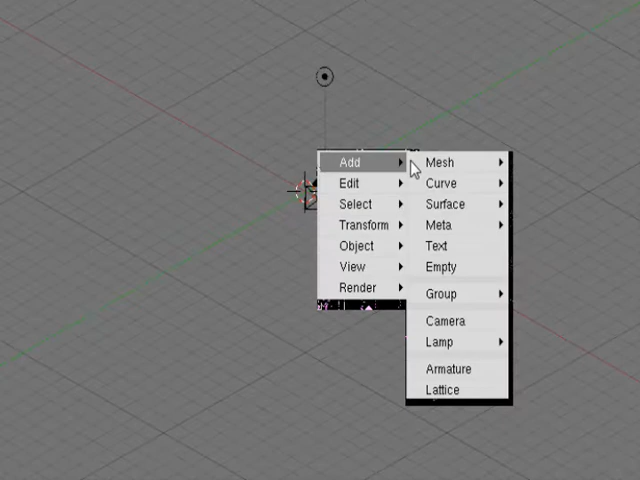 Add
Edit
Select
Transform
Object
View
Render
Mesh
Curve
Surface
Meta
Text
Empty
Group
Camera
Lamp
Armature
Lattice